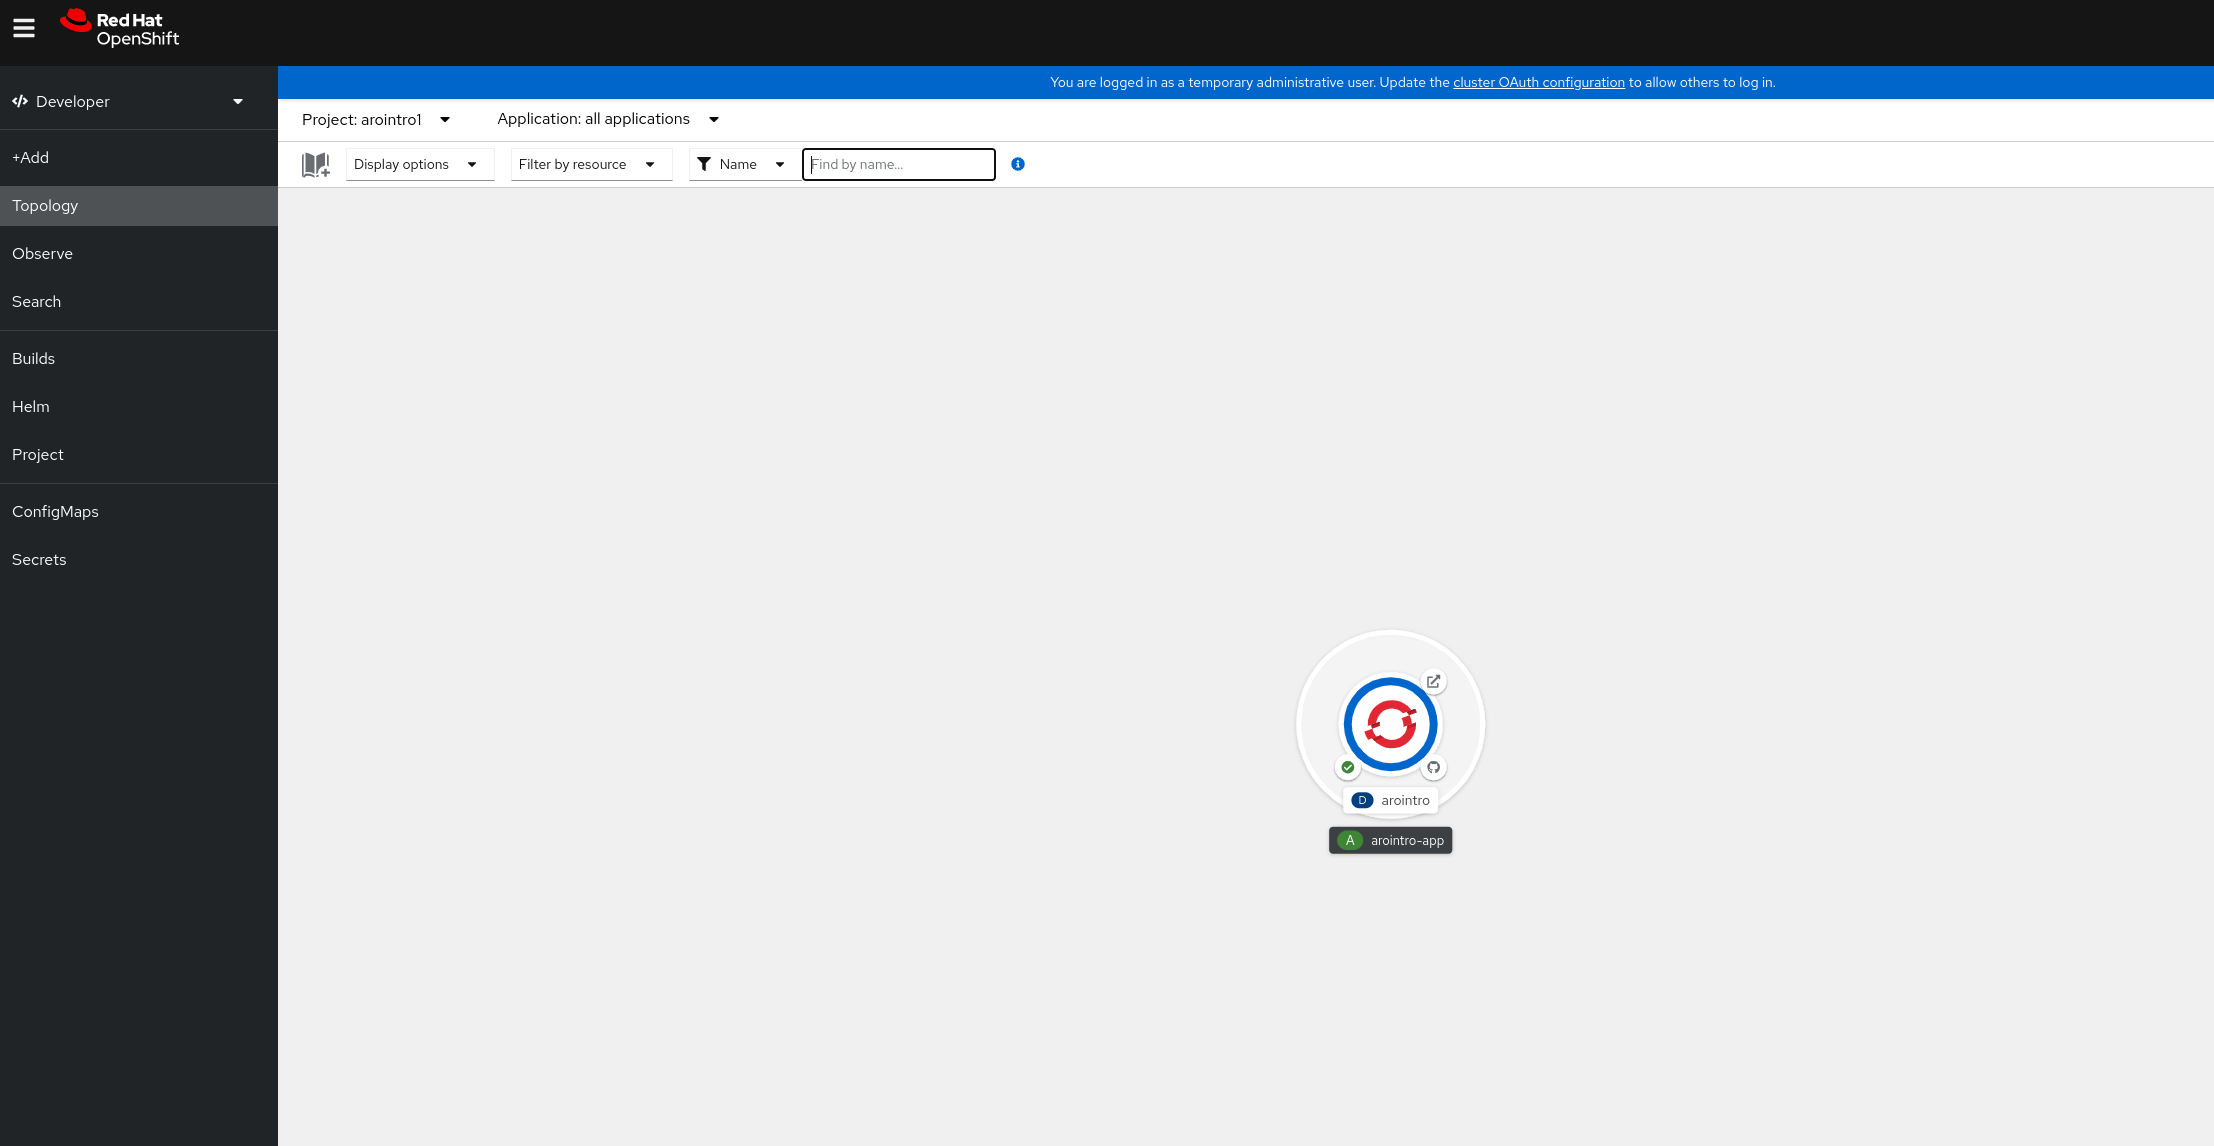 Red Hat
OpenShift
You are logged in as a temporary administrative user. Update the cluster OAuth configuration to allow others to log in.
Developer
+Add
Topology
Observe
Search
Builds
Helm
Project
ConfigMaps
Secrets
Project: arointro1 Application: all applications
Display options Filter by resource Name Find by name...
D arointro
A arointro-app